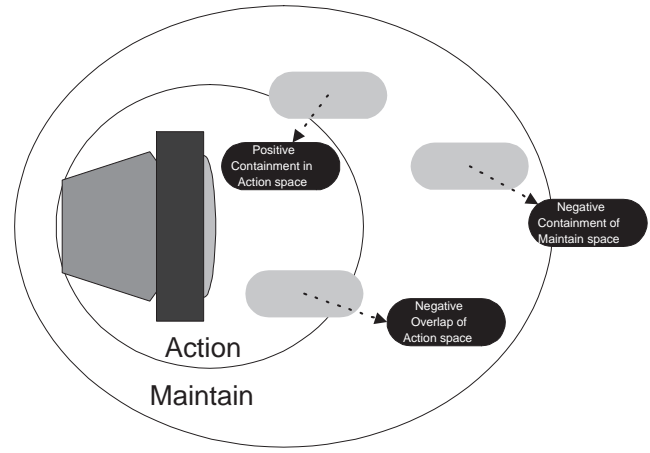 Positive
Containment in
Action space
Negative
Containment of
Maintain space
Negative
Overlap of
Action space
Action
Maintain